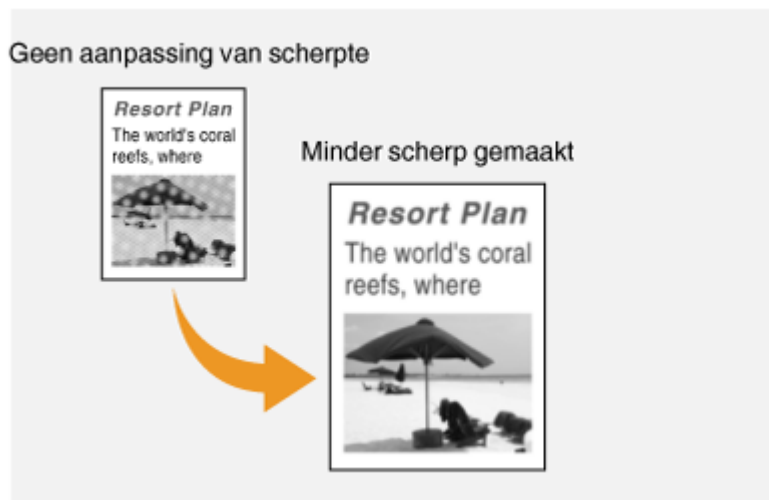 Geen aanpassing van scherpte
Resort Plan
The world's coral
reefs, where
Minder scherp gemaakt
Resort Plan
The world's coral
reefs, where